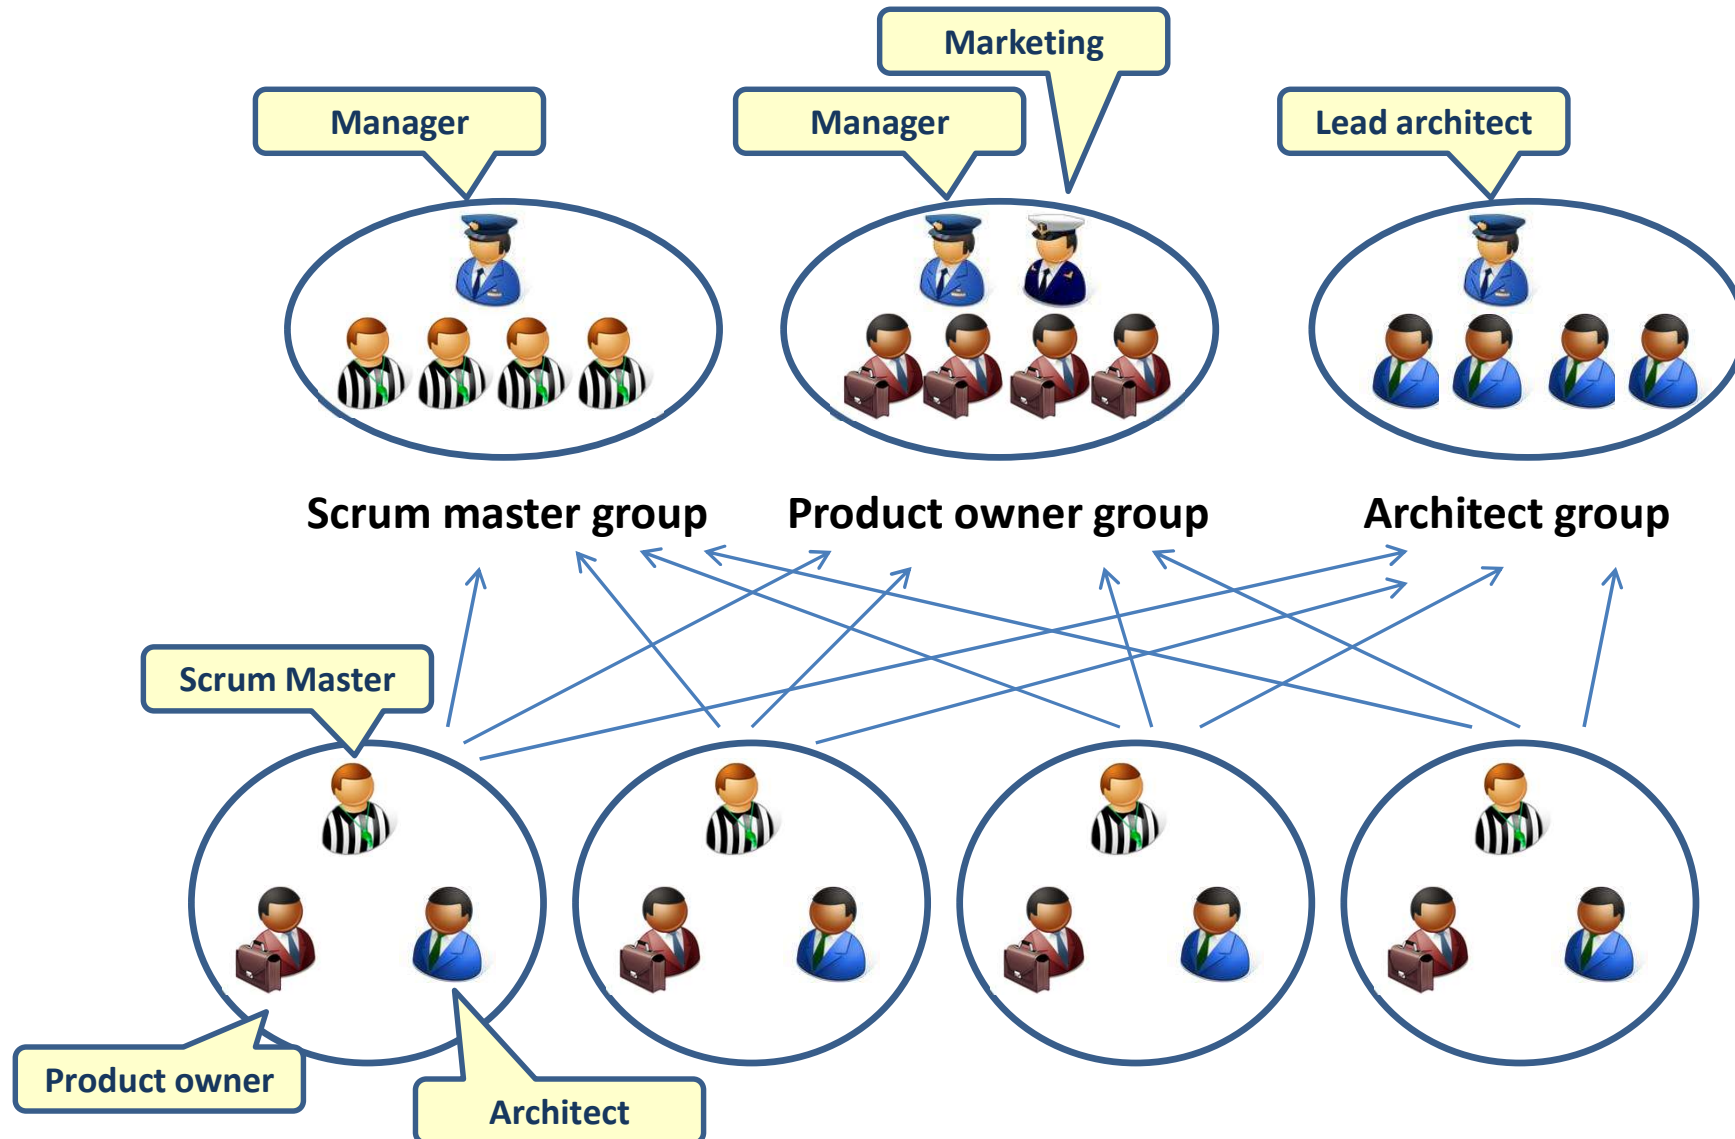 Marketing
Manager
Manager
Lead architect
Scrum master group
Product owner group
Architect group
Scrum Master
Product owner
Architect